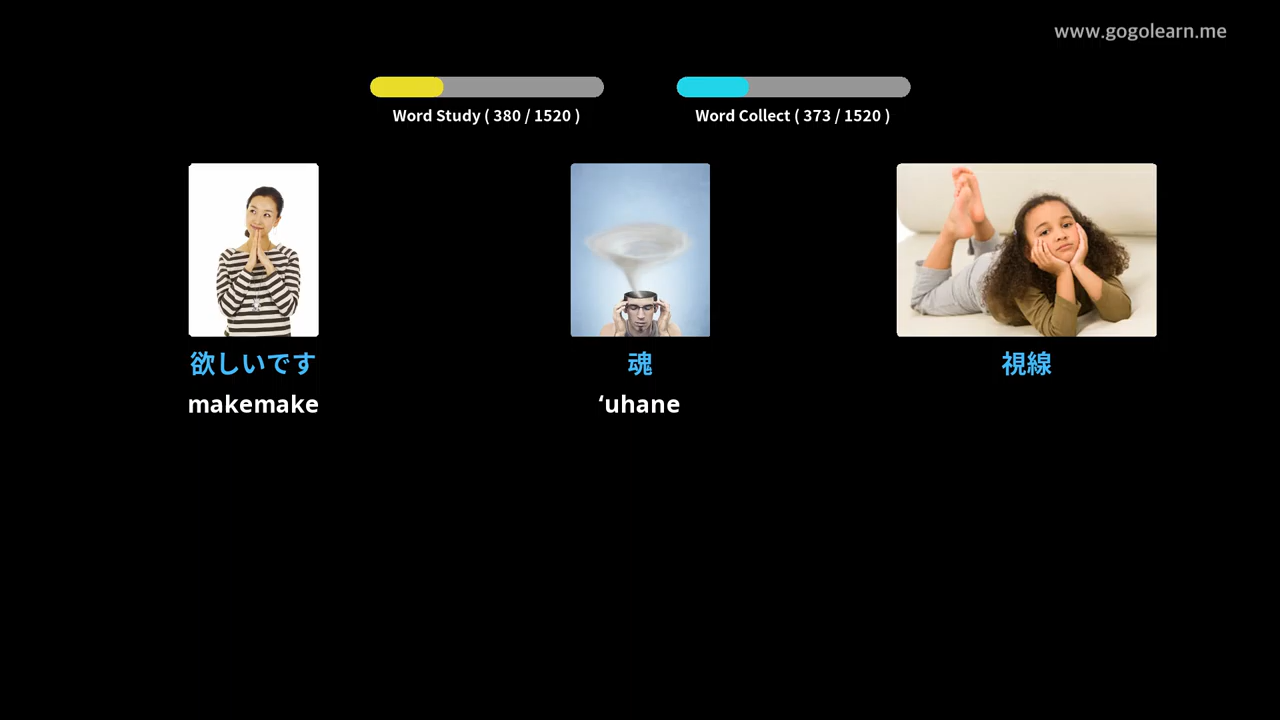 www.gogolearn.me
Word Study ( 380 / 1520 )
Word Collect ( 373 / 1520 )
欲しいです
魂
視線
makemake
ʻuhane